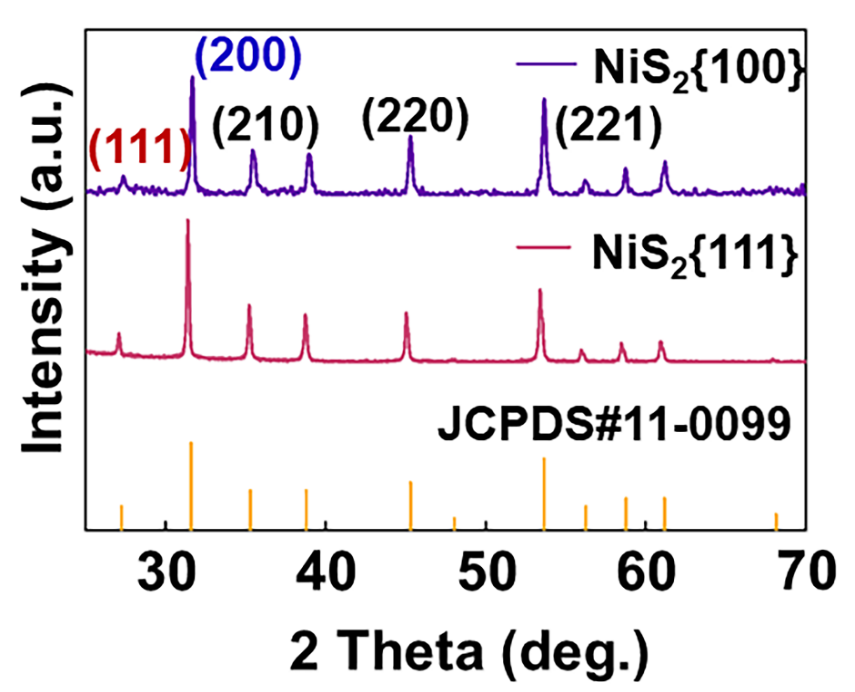 (200)
NiS₂{100}
(111)
(210)
(220)
(221)
NiS₂{111}
JCPDS#11-0099
Intensity (a.u.)
30 40 50 60 70
2 Theta (deg.)